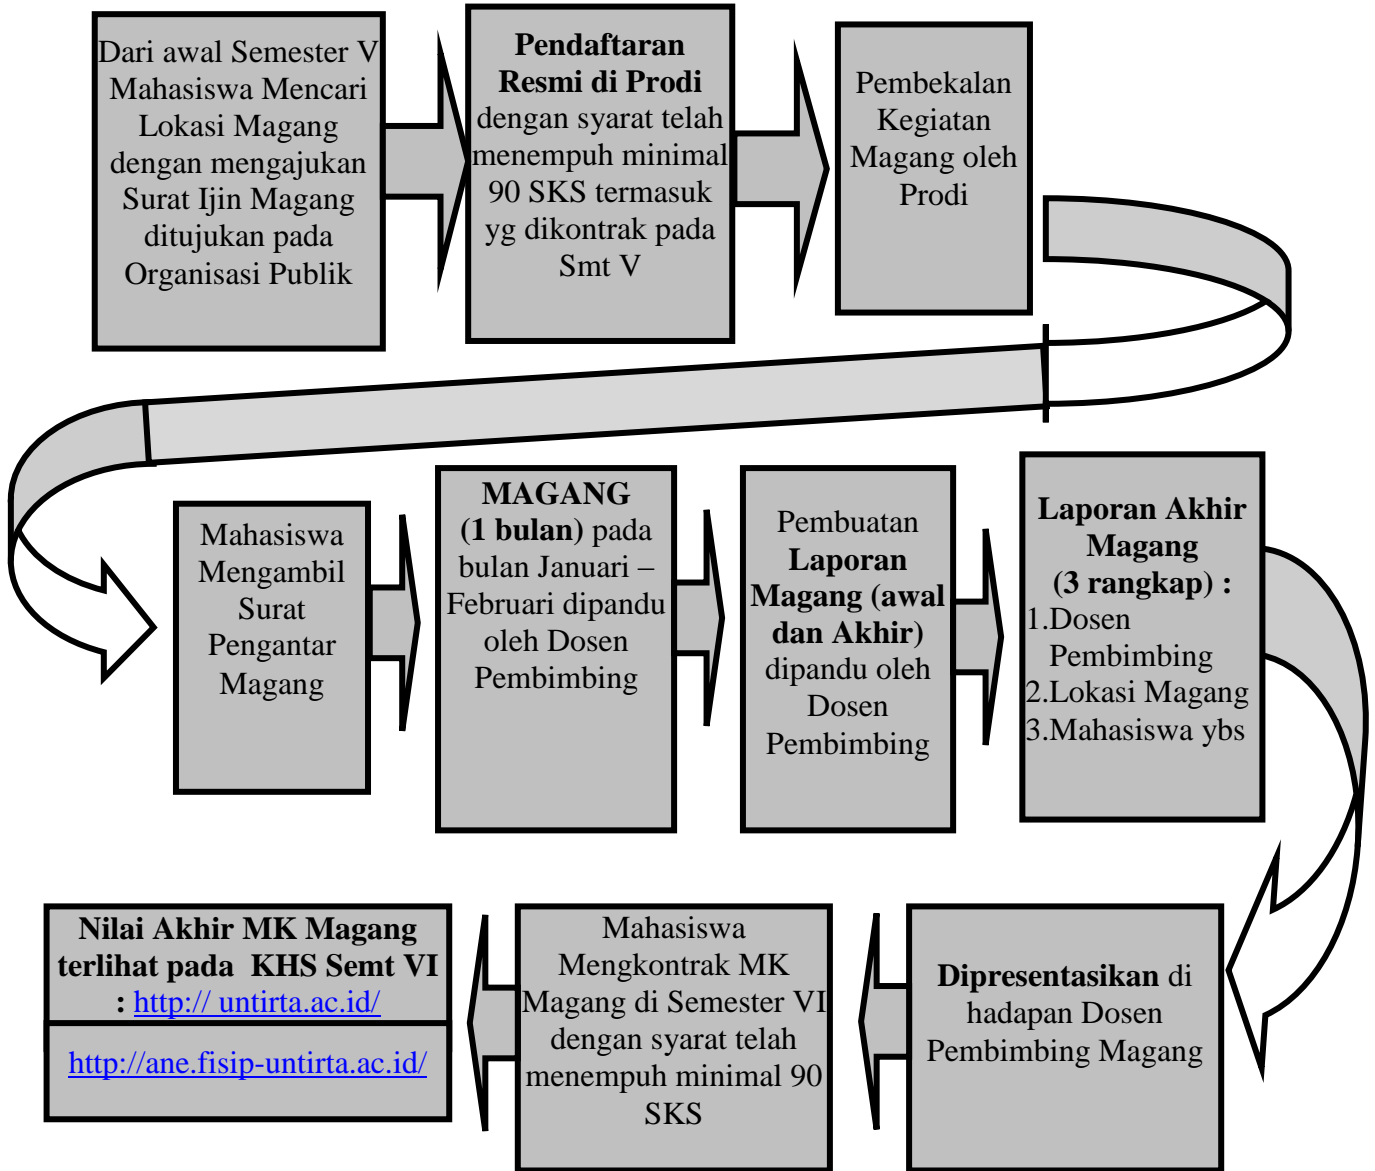 Dari awal Semester V
Mahasiswa Mencari
Lokasi Magang
dengan mengajukan
Surat Ijin Magang
ditujukan pada
Organisasi Publik
Pendaftaran
Resmi di Prodi
dengan syarat telah
menempuh minimal
90 SKS termasuk
yg dikontrak pada
Smt V
Pembekalan
Kegiatan
Magang oleh
Prodi
Mahasiswa
Mengambil
Surat
Pengantar
Magang
MAGANG
(1 bulan) pada
bulan Januari –
Februari dipandu
oleh Dosen
Pembimbing
Pembuatan
Laporan
Magang (awal
dan Akhir)
dipandu oleh
Dosen
Pembimbing
Laporan Akhir
Magang
(3 rangkap) :
1.Dosen
Pembimbing
2.Lokasi Magang
3.Mahasiswa ybs
Dipresentasikan di
hadapan Dosen
Pembimbing Magang
Mahasiswa
Mengkontrak MK
Magang di Semester VI
dengan syarat telah
menempuh minimal 90
SKS
Nilai Akhir MK Magang
terlihat pada KHS Semt VI
: http:// untirta.ac.id/
http://ane.fisip-untirta.ac.id/